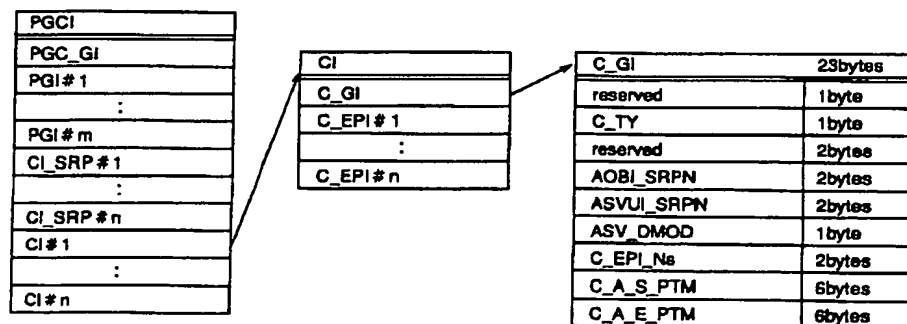 PGCI
PGC_GI
PGI#1
:
PGI#m
CI_SRP#1
:
CI_SRP#n
CI#1
:
CI#n
CI
C_GI
C_EPI#1
:
C_EPI#n
C_GI 23bytes
reserved 1byte
C_TY 1byte
reserved 2bytes
AOBI_SRPN 2bytes
ASVUI_SRPN 2bytes
ASV_DMOD 1byte
C_EPI_Ns 2bytes
C_A_S_PTM 6bytes
C_A_E_PTM 6bytes